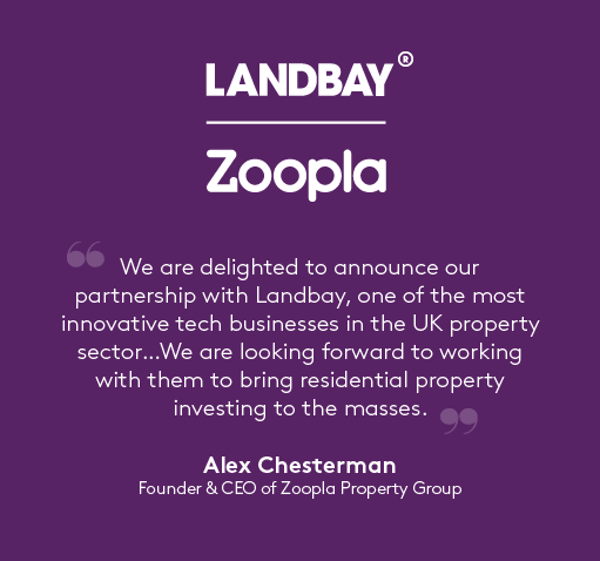 LANDBAY®
Zoopla
“ We are delighted to announce our
partnership with Landbay, one of the most
innovative tech businesses in the UK property
sector...We are looking forward to working
with them to bring residential property
investing to the masses. ”
Alex Chesterman
Founder & CEO of Zoopla Property Group